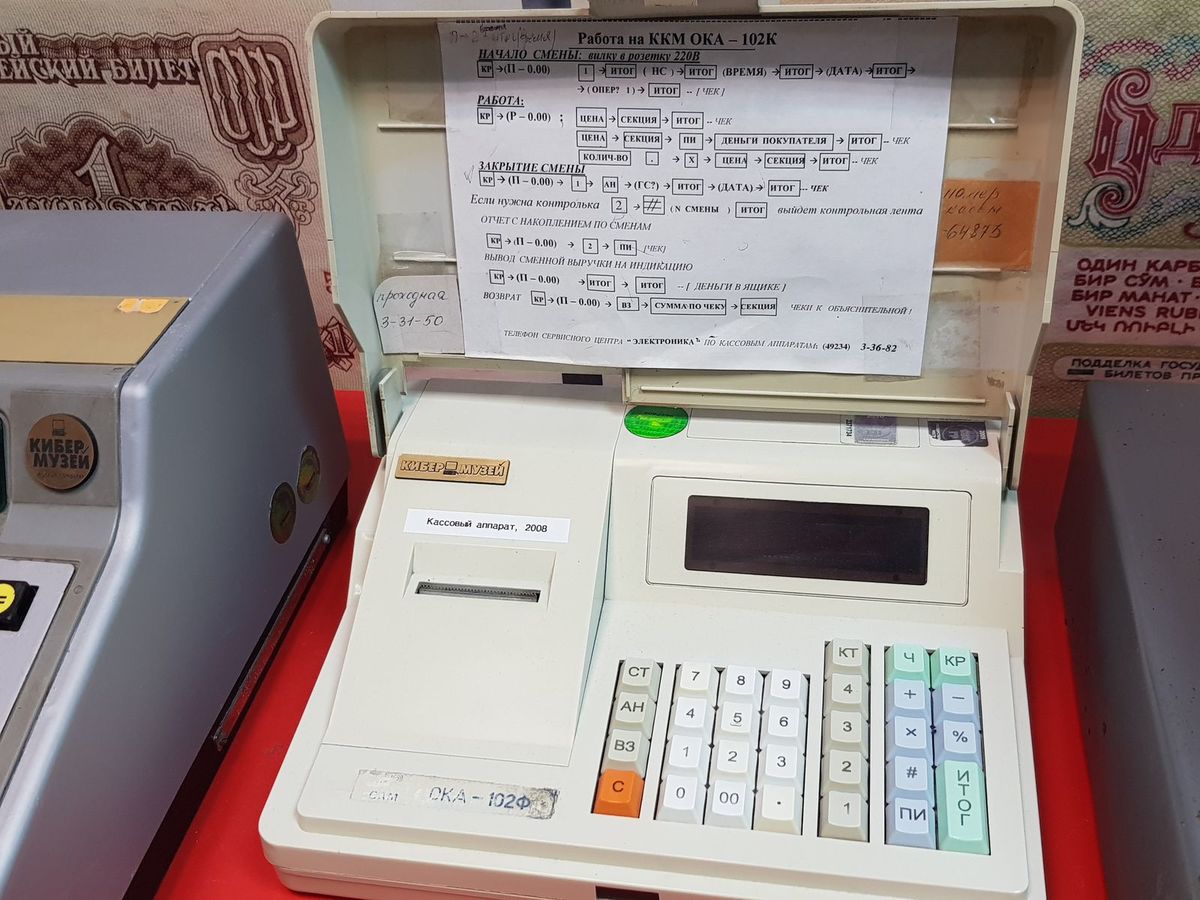 Работа на ККМ ОКА – 102К
НАЧАЛО СМЕНЫ: вилку в розетку 220В
КР →(П – 0.00) 1 → ИТОГ ( НС ) → ИТОГ (ВРЕМЯ) → ИТОГ → (ДАТА) → ИТОГ →
→ ( ОПЕР? 1) → ИТОГ -- [ ЧЕК]
РАБОТА:
КР → (Р – 0.00) ; ЦЕНА → СЕКЦИЯ → ИТОГ -- ЧЕК
ЦЕНА → СЕКЦИЯ → ПИ → ДЕНЬГИ ПОКУПАТЕЛЯ → ИТОГ -- ЧЕК
КОЛИЧ-ВО . → Х → ЦЕНА → СЕКЦИЯ → ИТОГ -- ЧЕК
ЗАКРЫТИЕ СМЕНЫ
КР → (П – 0.00) → 1 → АН → (ГС?) → ИТОГ → (ДАТА) → ИТОГ -- ЧЕК
Если нужна контролька 2 → # ( N СМЕНЫ ) ИТОГ выйдет контрольная лента
ОТЧЕТ С НАКОПЛЕНИЕМ ПО СМЕНАМ
КР → (П – 0.00) → 2 → ПИ [ЧЕК]
ВЫВОД СМЕННОЙ ВЫРУЧКИ НА ИНДИКАЦИЮ
КР → (П – 0.00) → ИТОГ → ИТОГ -- [ ДЕНЬГИ В ЯЩИКЕ ]
ВОЗВРАТ КР → (П – 0.00) → ВЗ → СУММА ПО ЧЕКУ → СЕКЦИЯ ЧЕКИ К ОБЪЯСНИТЕЛЬНОЙ !
ТЕЛЕФОН СЕРВИСНОГО ЦЕНТРА "ЭЛЕКТРОНИКА" ПО КАССОВЫМ АППАРАТАМ: (49234) 3-36-82
проходная
3-31-50
номер
64875
ЕЙСКИЙ БИЛЕТ
1
ОДИН КАРБ
БИР СЎМ
БИР МАНАТ
VIENS RUB
ՄԵԿ ՌՈՒԲԼԻ
ПОДДЕЛКА ГОСУ
БИЛЕТОВ ПР
КИБЕР
МУЗЕЙ
КИБЕР МУЗЕЙ
Кассовый аппарат, 2008
ОКА – 102Ф
СТ 7 8 9 КТ Ч КР
АН 4 5 6 4 + −
ВЗ 1 2 3 3 × %
С 0 00 . 2 # ИТОГ
1 ПИ